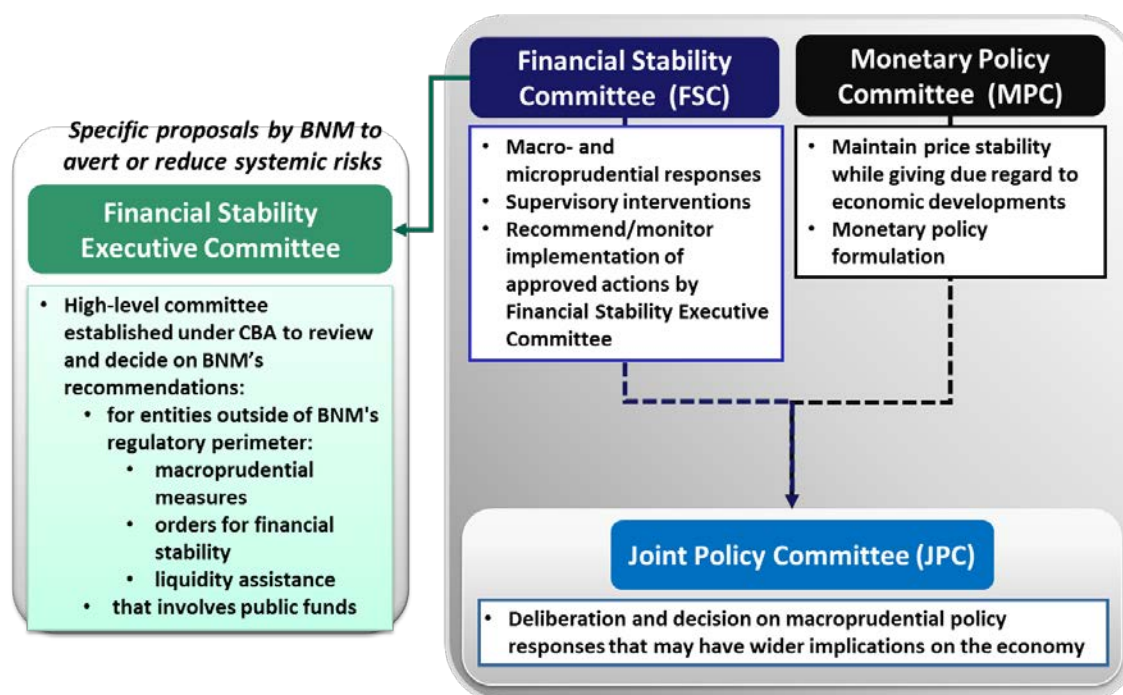 Specific proposals by BNM to
avert or reduce systemic risks
Financial Stability
Executive Committee
• High-level committee
established under CBA to review
and decide on BNM's
recommendations:
• for entities outside of BNM's
regulatory perimeter:
• macroprudential
measures
• orders for financial
stability
• liquidity assistance
• that involves public funds
Financial Stability
Committee (FSC)
• Macro- and
microprudential responses
• Supervisory interventions
• Recommend/monitor
implementation of
approved actions by
Financial Stability Executive
Committee
Monetary Policy
Committee (MPC)
• Maintain price stability
while giving due regard to
economic developments
• Monetary policy
formulation
Joint Policy Committee (JPC)
• Deliberation and decision on macroprudential policy
responses that may have wider implications on the economy